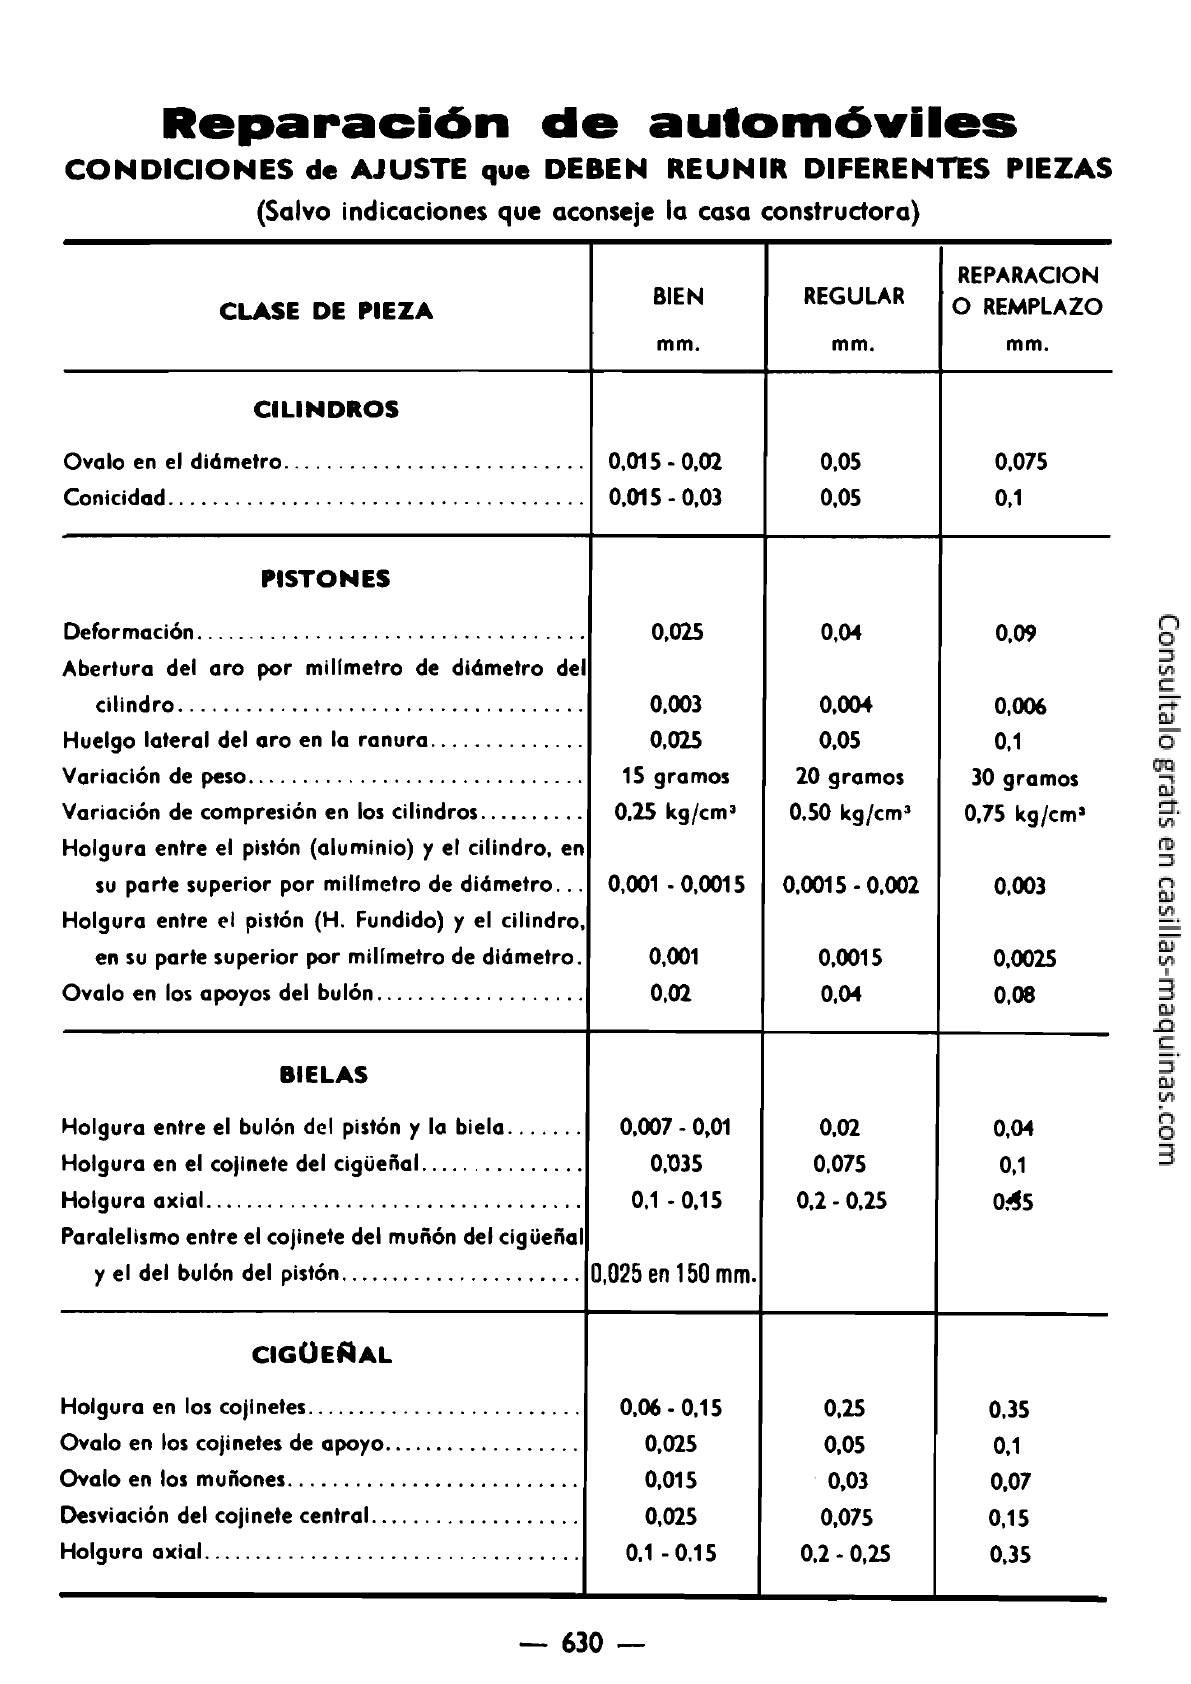 Reparación de automóviles
CONDICIONES de AJUSTE que DEBEN REUNIR DIFERENTES PIEZAS
(Salvo indicaciones que aconseje la casa constructora)
CLASE DE PIEZA BIEN mm. REGULAR mm. REPARACION O REMPLAZO mm.
CILINDROS
Ovalo en el diámetro............................ 0,015 - 0,02 0,05 0,075
Conicidad...................................... 0,015 - 0,03 0,05 0,1
PISTONES
Deformación................................... 0,025 0,04 0,09
Abertura del aro por milímetro de diámetro del
cilindro..................................... 0,003 0,004 0,006
Huelgo lateral del aro en la ranura.............. 0,025 0,05 0,1
Variación de peso............................... 15 gramos 20 gramos 30 gramos
Variación de compresión en los cilindros.......... 0,25 kg/cm³ 0.50 kg/cm³ 0,75 kg/cm³
Holgura entre el pistón (aluminio) y el cilindro, en
su parte superior por milímetro de diámetro... 0,001 - 0,0015 0,0015 - 0,002 0,003
Holgura entre el pistón (H. Fundido) y el cilindro,
en su parte superior por milímetro de diámetro. 0,001 0,0015 0,0025
Ovalo en los apoyos del bulón................... 0,02 0,04 0,08
BIELAS
Holgura entre el bulón del pistón y la biela....... 0,007 - 0,01 0,02 0,04
Holgura en el cojinete del cigüeñal............... 0,035 0,075 0,1
Holgura axial.................................. 0,1 - 0,15 0,2 - 0,25
Paralelismo entre el cojinete del muñón del cigüeñal
y el del bulón del pistón....................... 0,025 en 150 mm.
CIGÜEÑAL
Holgura en los cojinetes......................... 0,06 - 0,15 0,25 0,35
Ovalo en los cojinetes de apoyo.................. 0,025 0,05 0,1
Ovalo en los muñones........................... 0,015 0,03 0,07
Desviación del cojinete central................... 0,025 0,075 0,15
Holgura axial.................................. 0,1 - 0,15 0,2 - 0,25 0,35
— 630 —
Consultalo gratis en casillas-maquinas.com